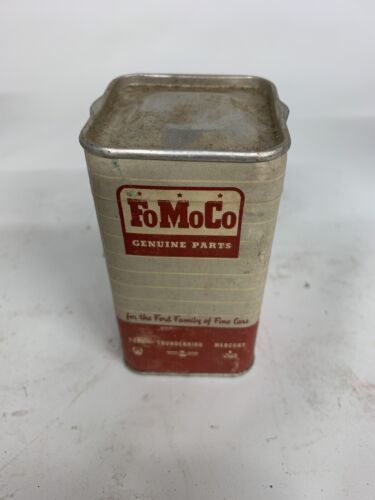 FoMoCo
GENUINE PARTS
for the Ford Family of Fine Cars
THUNDERBIRD MERCURY